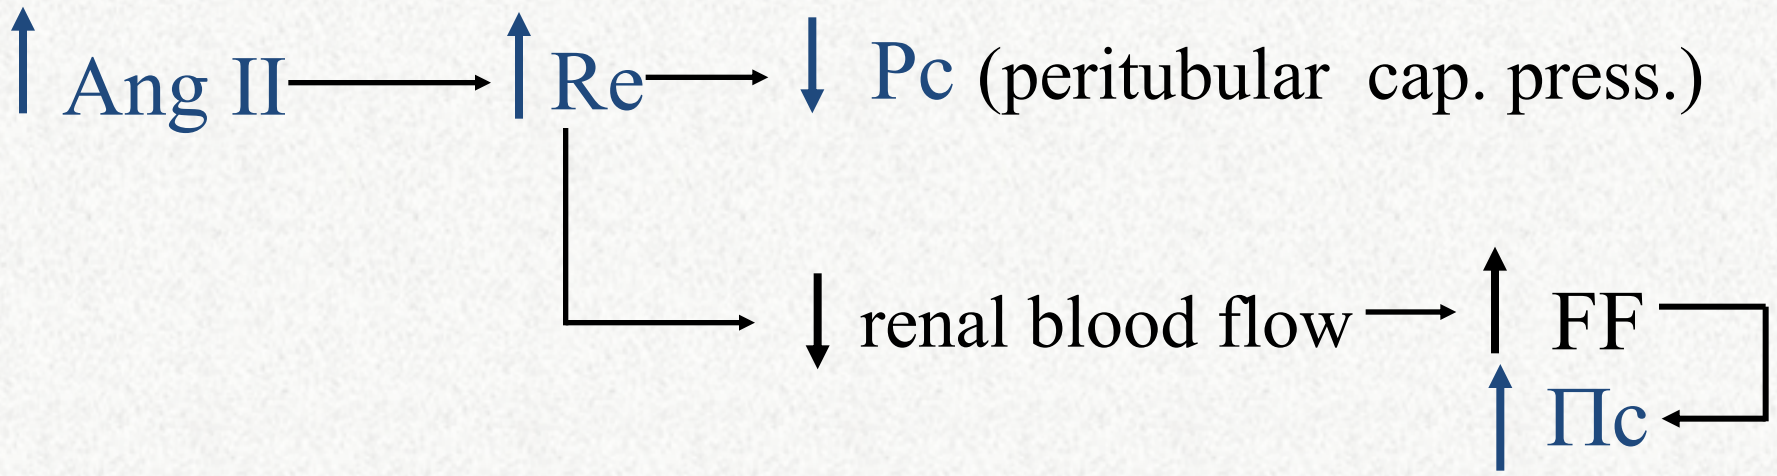 ↑ Ang II → ↑ Re → ↓ Pc (peritubular cap. press.)
↓ renal blood flow → ↑ FF
↑ Πc